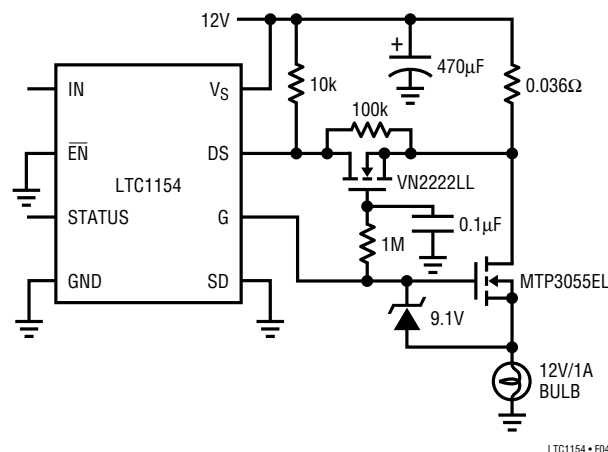 12V
IN
EN
STATUS
GND
LTC1154
VS
DS
G
SD
10k
100k
+
470µF
0.036Ω
VN2222LL
0.1µF
1M
MTP3055EL
9.1V
12V/1A
BULB
LTC1154 • F04